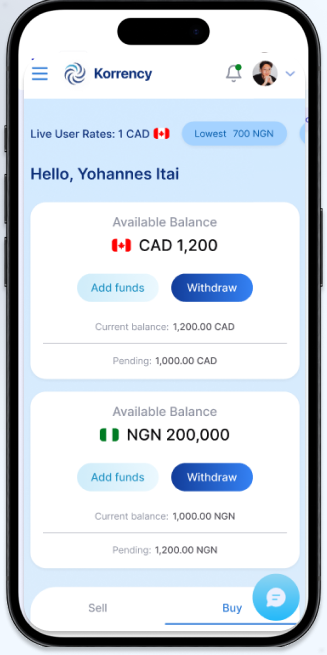 Korrency
Live User Rates: 1 CAD
Lowest 700 NGN
Hello, Yohannes Itai
Available Balance
CAD 1,200
Add funds
Withdraw
Current balance: 1,200.00 CAD
Pending: 1,000.00 CAD
Available Balance
NGN 200,000
Add funds
Withdraw
Current balance: 1,000.00 NGN
Pending: 1,200.00 NGN
Sell
Buy